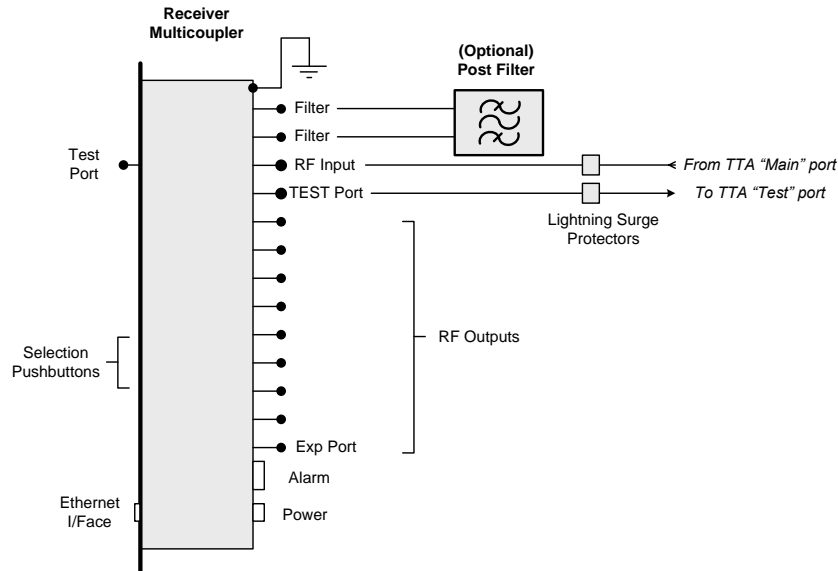 Receiver
Multicoupler
(Optional)
Post Filter
Filter
Filter
Test
Port
RF Input
From TTA “Main” port
TEST Port
To TTA “Test” port
Lightning Surge
Protectors
RF Outputs
Selection
Pushbuttons
Exp Port
Alarm
Ethernet
I/Face
Power